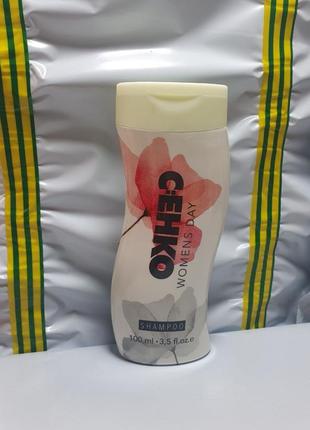 C:EHKO
WOMENS DAY
SHAMPOO
100 ml • 3,5 fl.oz.e